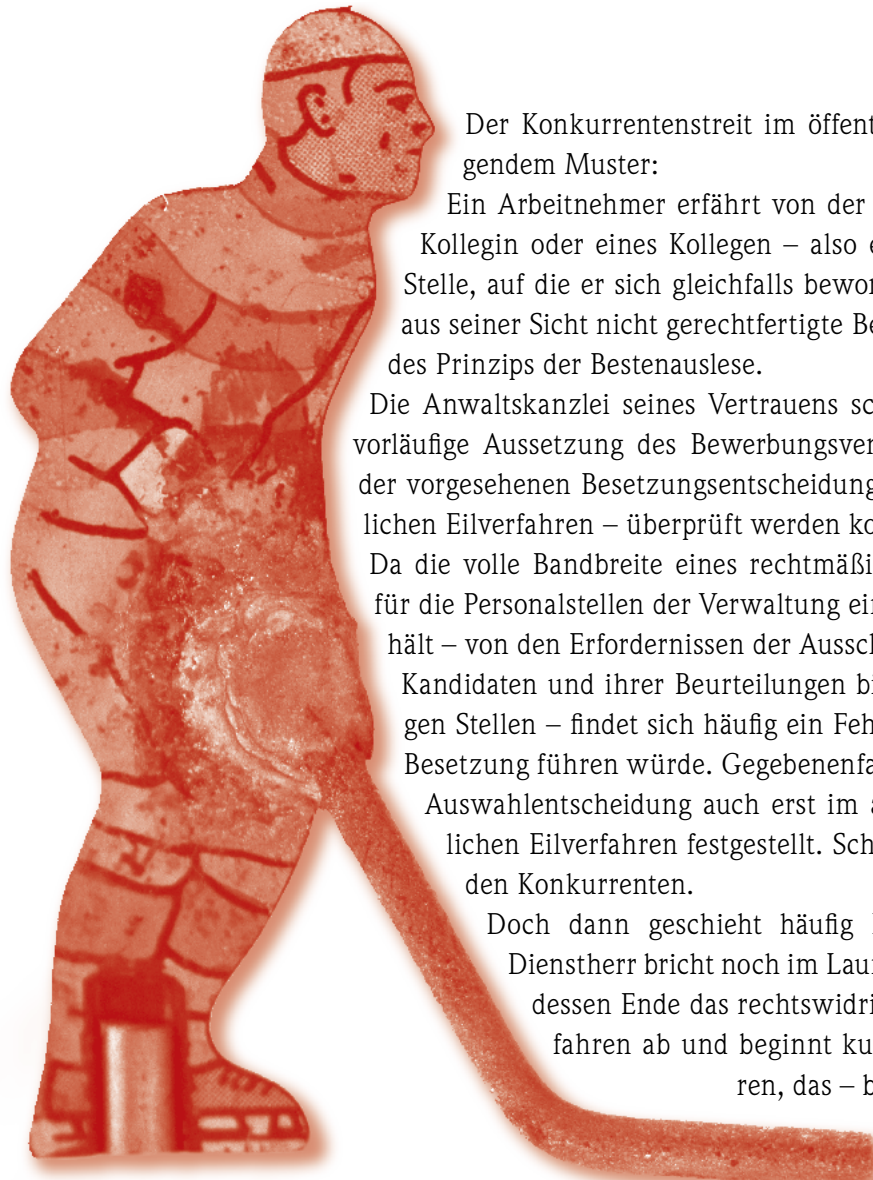 Der Konkurrentenstreit im öffent
gendem Muster:
Ein Arbeitnehmer erfährt von der
Kollegin oder eines Kollegen – also e
Stelle, auf die er sich gleichfalls bewor
aus seiner Sicht nicht gerechtfertigte Be
des Prinzips der Bestenauslese.
Die Anwaltskanzlei seines Vertrauens sc
vorläufige Aussetzung des Bewerbungsver
der vorgesehenen Besetzungsentscheidung
lichen Eilverfahren – überprüft werden ko
Da die volle Bandbreite eines rechtmäßi
für die Personalstellen der Verwaltung ei
hält – von den Erfordernissen der Aussch
Kandidaten und ihrer Beurteilungen bi
gen Stellen – findet sich häufig ein Feh
Besetzung führen würde. Gegebenenfa
Auswahlentscheidung auch erst im a
lichen Eilverfahren festgestellt. Sch
den Konkurrenten.
Doch dann geschieht häufig
Dienstherr bricht noch im Lau
dessen Ende das rechtswidri
fahren ab und beginnt ku
ren, das – b